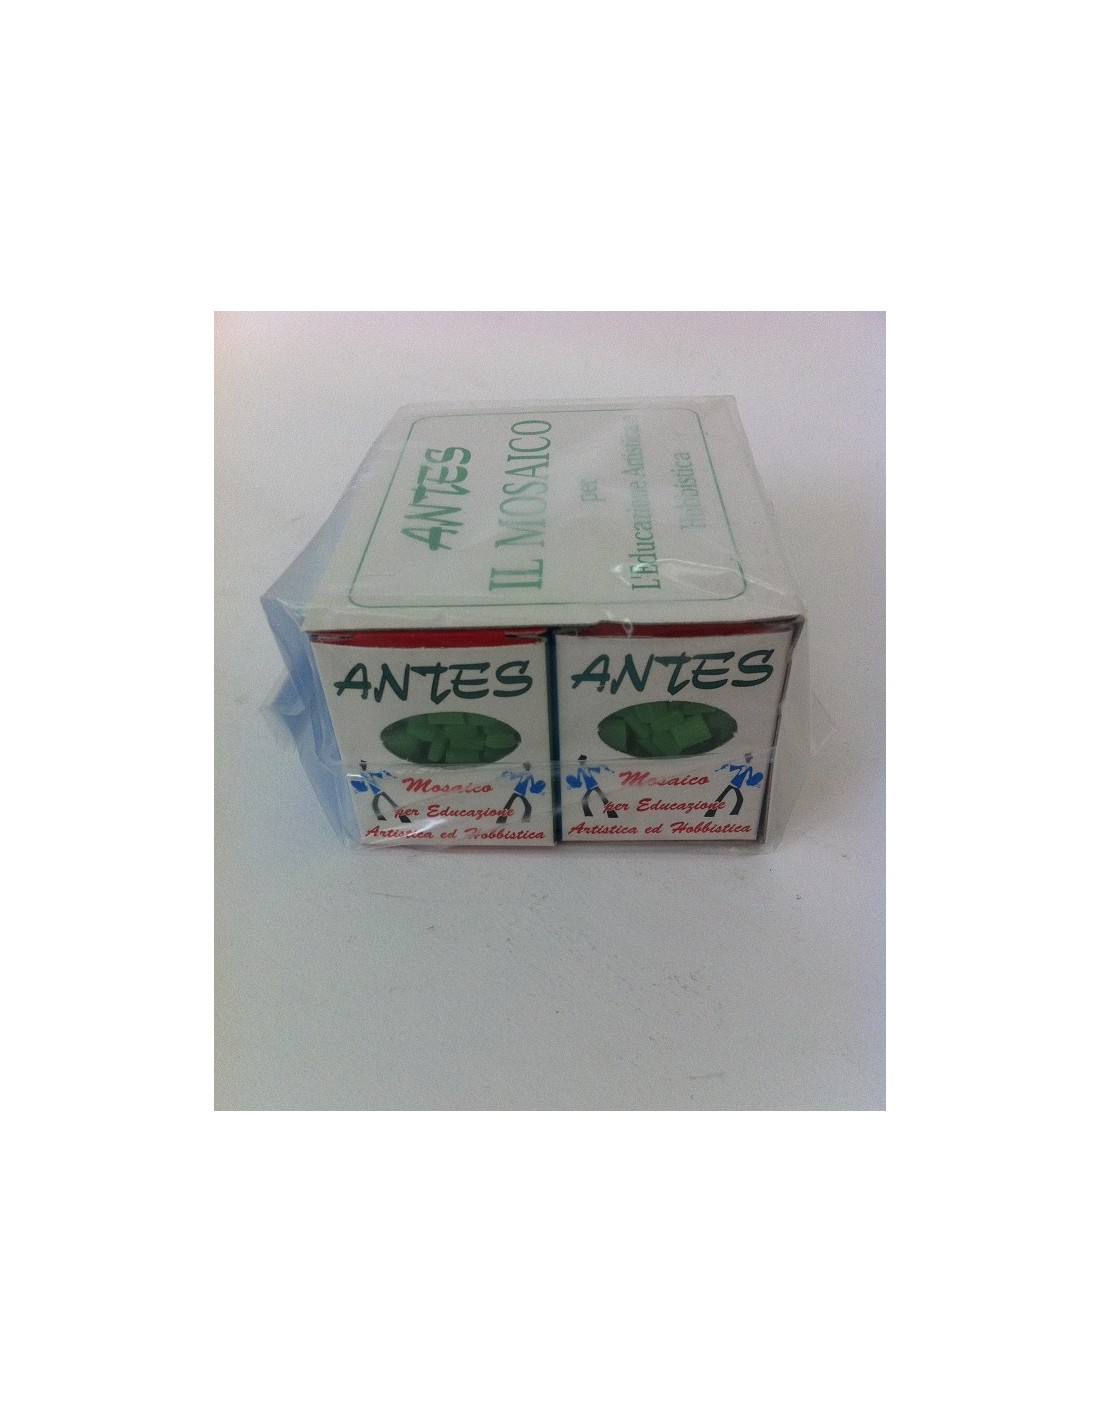 ANTES
IL MOSAICO
per
L'Educazione Artistica e
Hobbistica
ANTES
Mosaico
per Educazione
Artistica ed Hobbistica
ANTES
Mosaico
per Educazione
Artistica ed Hobbistica